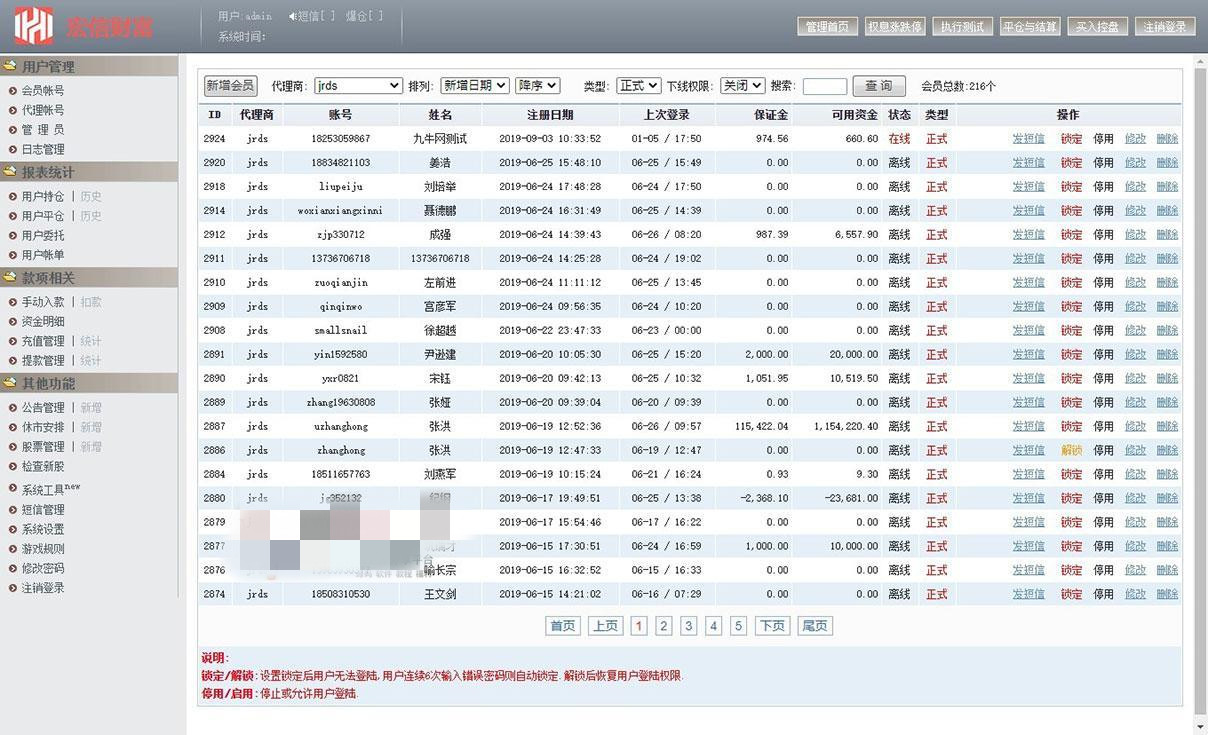 宏信财富
用户:admin 短信[ ] 爆仓[ ]
系统时间:
管理首页 权息涨跌停 执行测试 平仓与结算 买入控盘 注销登录
用户管理
会员帐号
代理帐号
管 理 员
日志管理
报表统计
用户持仓 | 历史
用户平仓 | 历史
用户委托
用户帐单
款项相关
手动入款 | 扣款
资金明细
充值管理 | 统计
提款管理 | 统计
其他功能
公告管理 | 新增
休市安排 | 新增
股票管理 | 新增
检查新股
系统工具new
短信管理
系统设置
游戏规则
修改密码
注销登录
新增会员 代理商: jrds 排列: 新增日期 降序 类型: 正式 下线权限: 关闭 搜索: 查 询 会员总数:216个
ID 代理商 账号 姓名 注册日期 上次登录 保证金 可用资金 状态 类型 操作
2924 jrds 18253059867 九牛网测试 2019-09-03 10:33:52 01-05 / 17:50 974.56 660.60 在线 正式 发短信 锁定 停用 修改 删除
2920 jrds 18834821103 姜浩 2019-06-25 15:48:10 06-25 / 15:49 0.00 0.00 离线 正式 发短信 锁定 停用 修改 删除
2918 jrds liupeiju 刘培举 2019-06-24 17:48:28 06-24 / 17:50 0.00 0.00 离线 正式 发短信 锁定 停用 修改 删除
2914 jrds woxianxiangxinni 聂德鹏 2019-06-24 16:31:49 06-25 / 14:39 0.00 0.00 离线 正式 发短信 锁定 停用 修改 删除
2912 jrds zjp330712 成强 2019-06-24 14:39:43 06-26 / 08:20 987.39 6,557.90 离线 正式 发短信 锁定 停用 修改 删除
2911 jrds 13736706718 13736706718 2019-06-24 14:25:28 06-24 / 19:02 0.00 0.00 离线 正式 发短信 锁定 停用 修改 删除
2910 jrds zuoqianjin 左前进 2019-06-24 11:11:12 06-25 / 13:45 0.00 0.00 离线 正式 发短信 锁定 停用 修改 删除
2909 jrds qinqinwo 宫彦军 2019-06-24 09:56:35 06-24 / 10:20 0.00 0.00 离线 正式 发短信 锁定 停用 修改 删除
2908 jrds smallsnail 徐超越 2019-06-22 23:47:33 06-23 / 00:00 0.00 0.00 离线 正式 发短信 锁定 停用 修改 删除
2891 jrds yin1592580 尹逊建 2019-06-20 10:05:30 06-25 / 15:20 2,000.00 20,000.00 离线 正式 发短信 锁定 停用 修改 删除
2890 jrds yxr0821 宋钰 2019-06-20 09:42:13 06-25 / 10:32 1,051.95 10,519.50 离线 正式 发短信 锁定 停用 修改 删除
2889 jrds zhang19630808 张娅 2019-06-20 09:39:04 06-20 / 09:39 0.00 0.00 离线 正式 发短信 锁定 停用 修改 删除
2887 jrds uzhanghong 张洪 2019-06-19 12:52:36 06-26 / 09:57 115,422.04 1,154,220.40 离线 正式 发短信 锁定 停用 修改 删除
2886 jrds zhanghong 张洪 2019-06-19 12:47:33 06-19 / 12:47 0.00 0.00 离线 正式 发短信 解锁 停用 修改 删除
2884 jrds 18511657763 刘燕军 2019-06-19 10:15:24 06-21 / 16:24 0.93 9.30 离线 正式 发短信 锁定 停用 修改 删除
2880 jrds jg352132 2019-06-17 19:49:51 06-25 / 13:38 -2,368.10 -23,681.00 离线 正式 发短信 锁定 停用 修改 删除
2879 2019-06-17 15:54:46 06-17 / 16:22 0.00 0.00 离线 正式 发短信 锁定 停用 修改 删除
2877 2019-06-15 17:30:51 06-24 / 16:59 1,000.00 10,000.00 离线 正式 发短信 锁定 停用 修改 删除
2876 喻长宗 2019-06-15 16:32:52 06-15 / 16:33 0.00 0.00 离线 正式 发短信 锁定 停用 修改 删除
2874 jrds 18508310530 王文剑 2019-06-15 14:21:02 06-16 / 07:29 0.00 0.00 离线 正式 发短信 锁定 停用 修改 删除
首页 上页 1 2 3 4 5 下页 尾页
说明:
锁定/解锁:设置锁定后用户无法登陆,用户连续6次输入错误密码则自动锁定.解锁后恢复用户登陆权限.
停用/启用:停止或允许用户登陆.